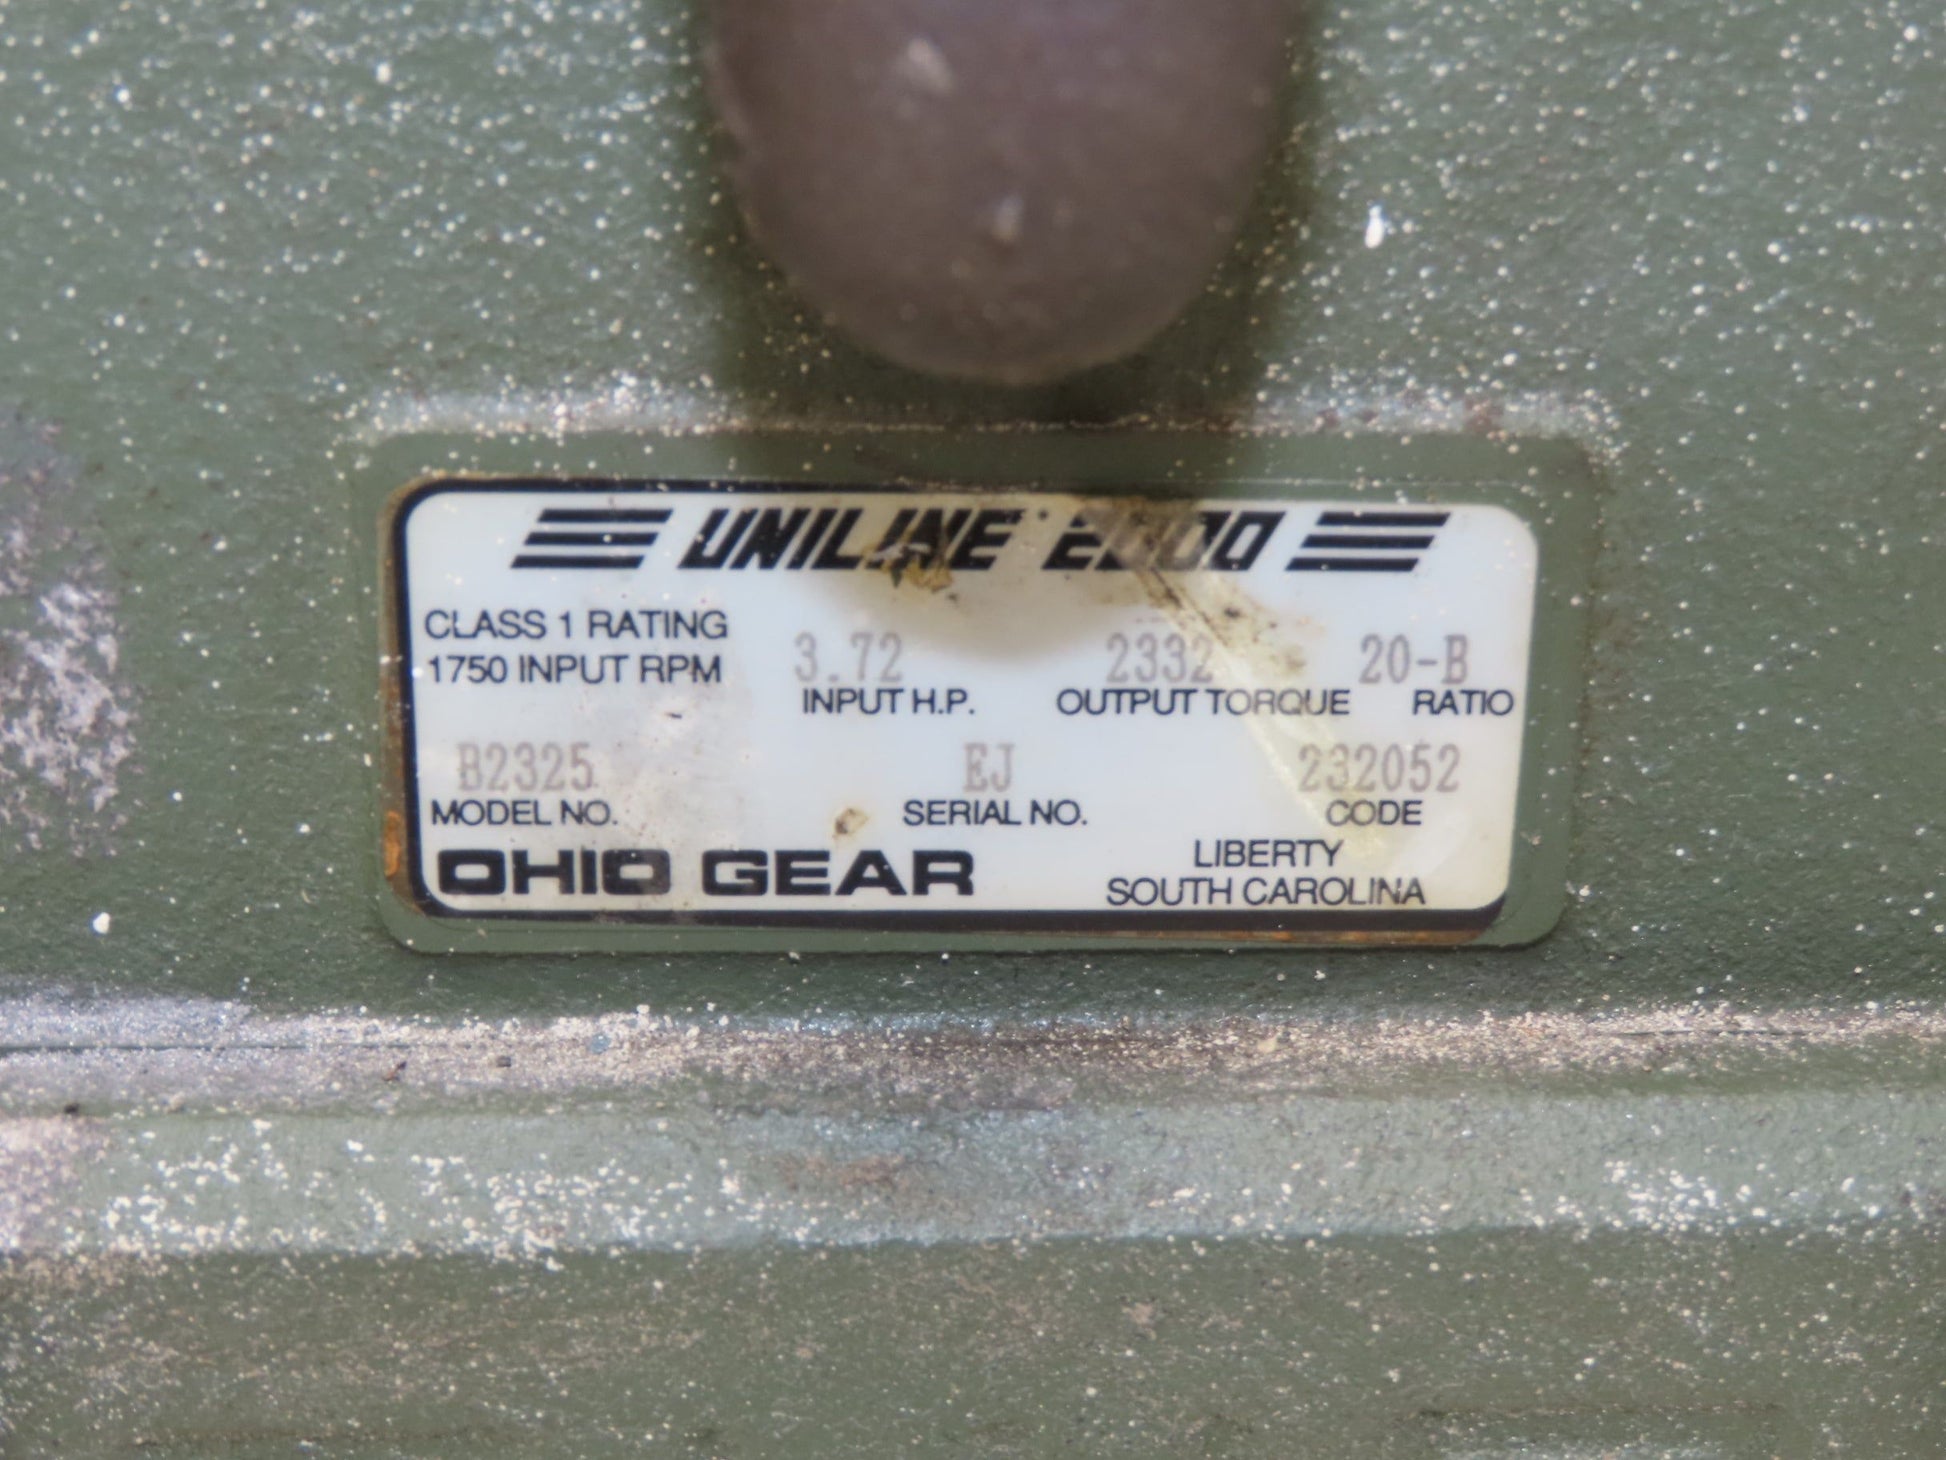 UNILINE 2000
CLASS 1 RATING
1750 INPUT RPM
3.72 2332 20-B
INPUT H.P. OUTPUT TORQUE RATIO
B2325 EJ 232052
MODEL NO. SERIAL NO. CODE
OHIO GEAR
LIBERTY
SOUTH CAROLINA